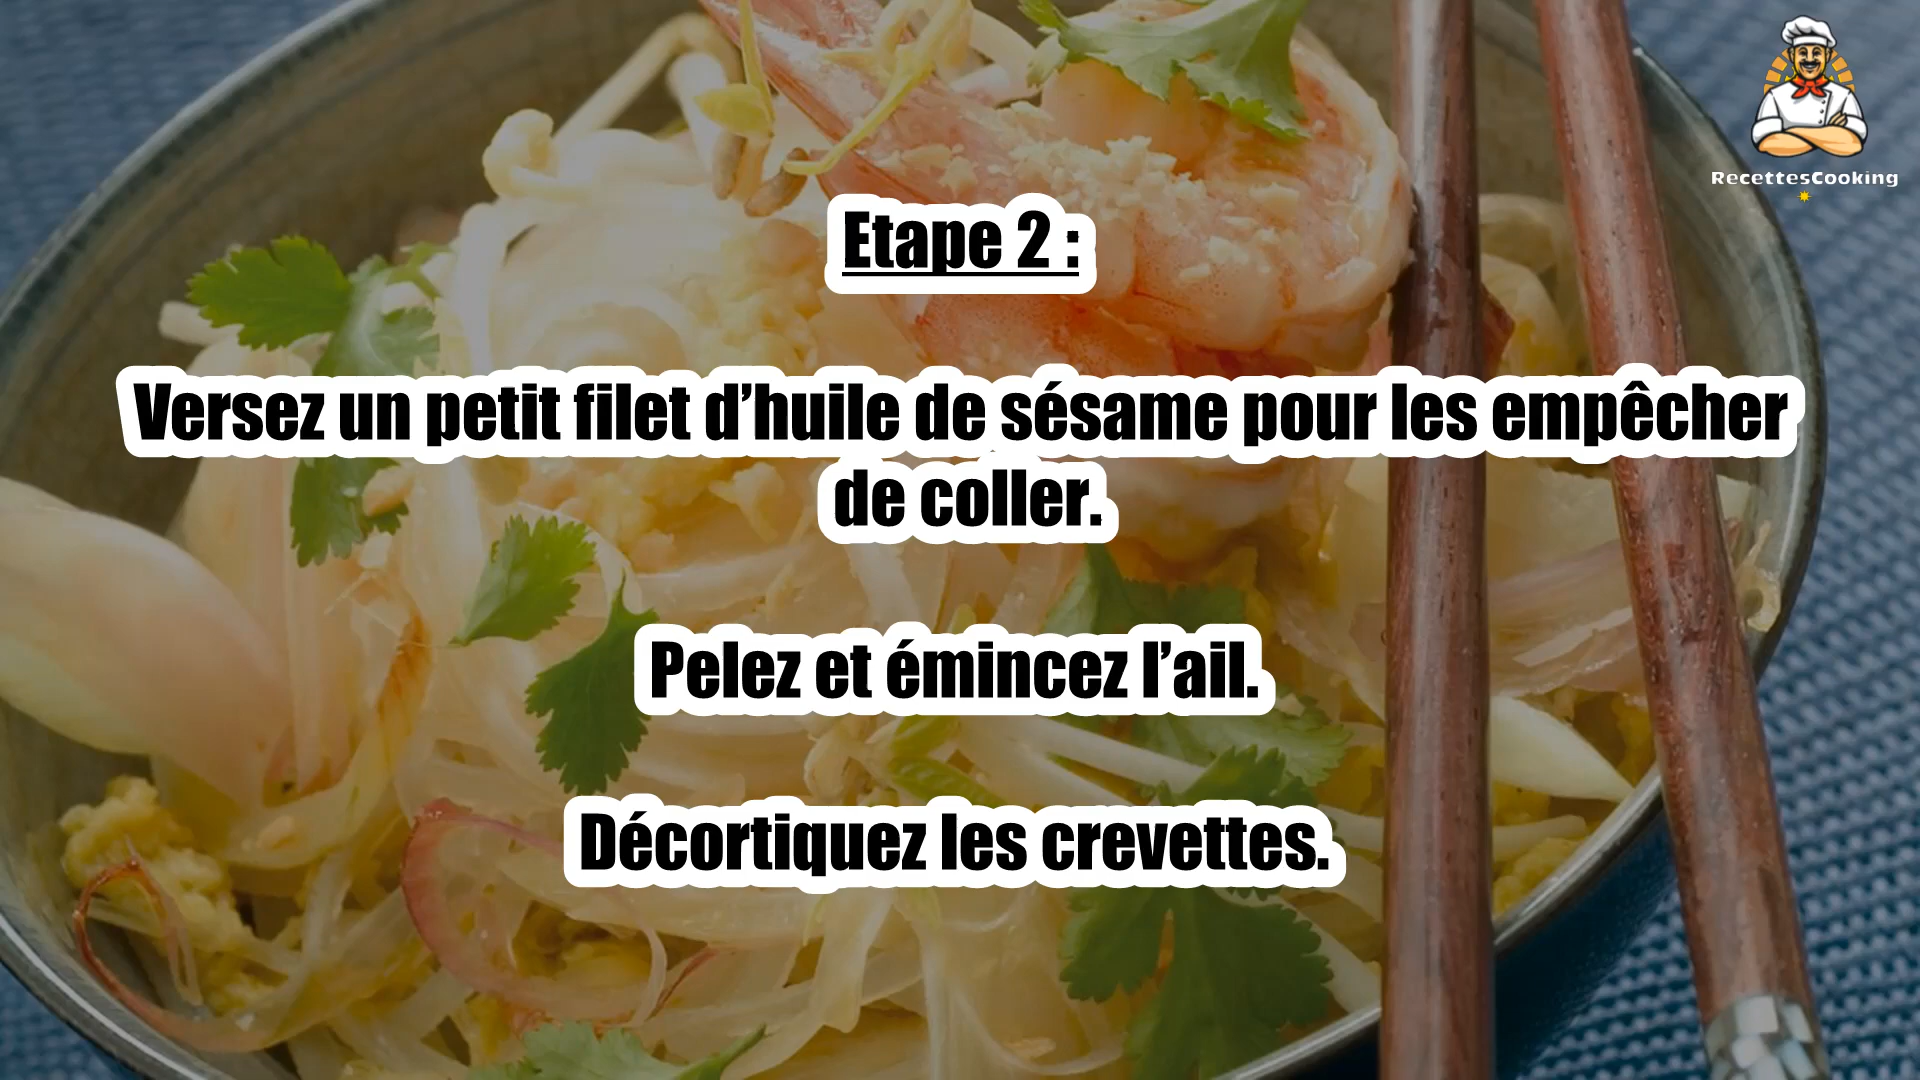 RecettesCooking
Etape 2 :
Versez un petit filet d’huile de sésame pour les empêcher
de coller.
Pelez et émincez l’ail.
Décortiquez les crevettes.